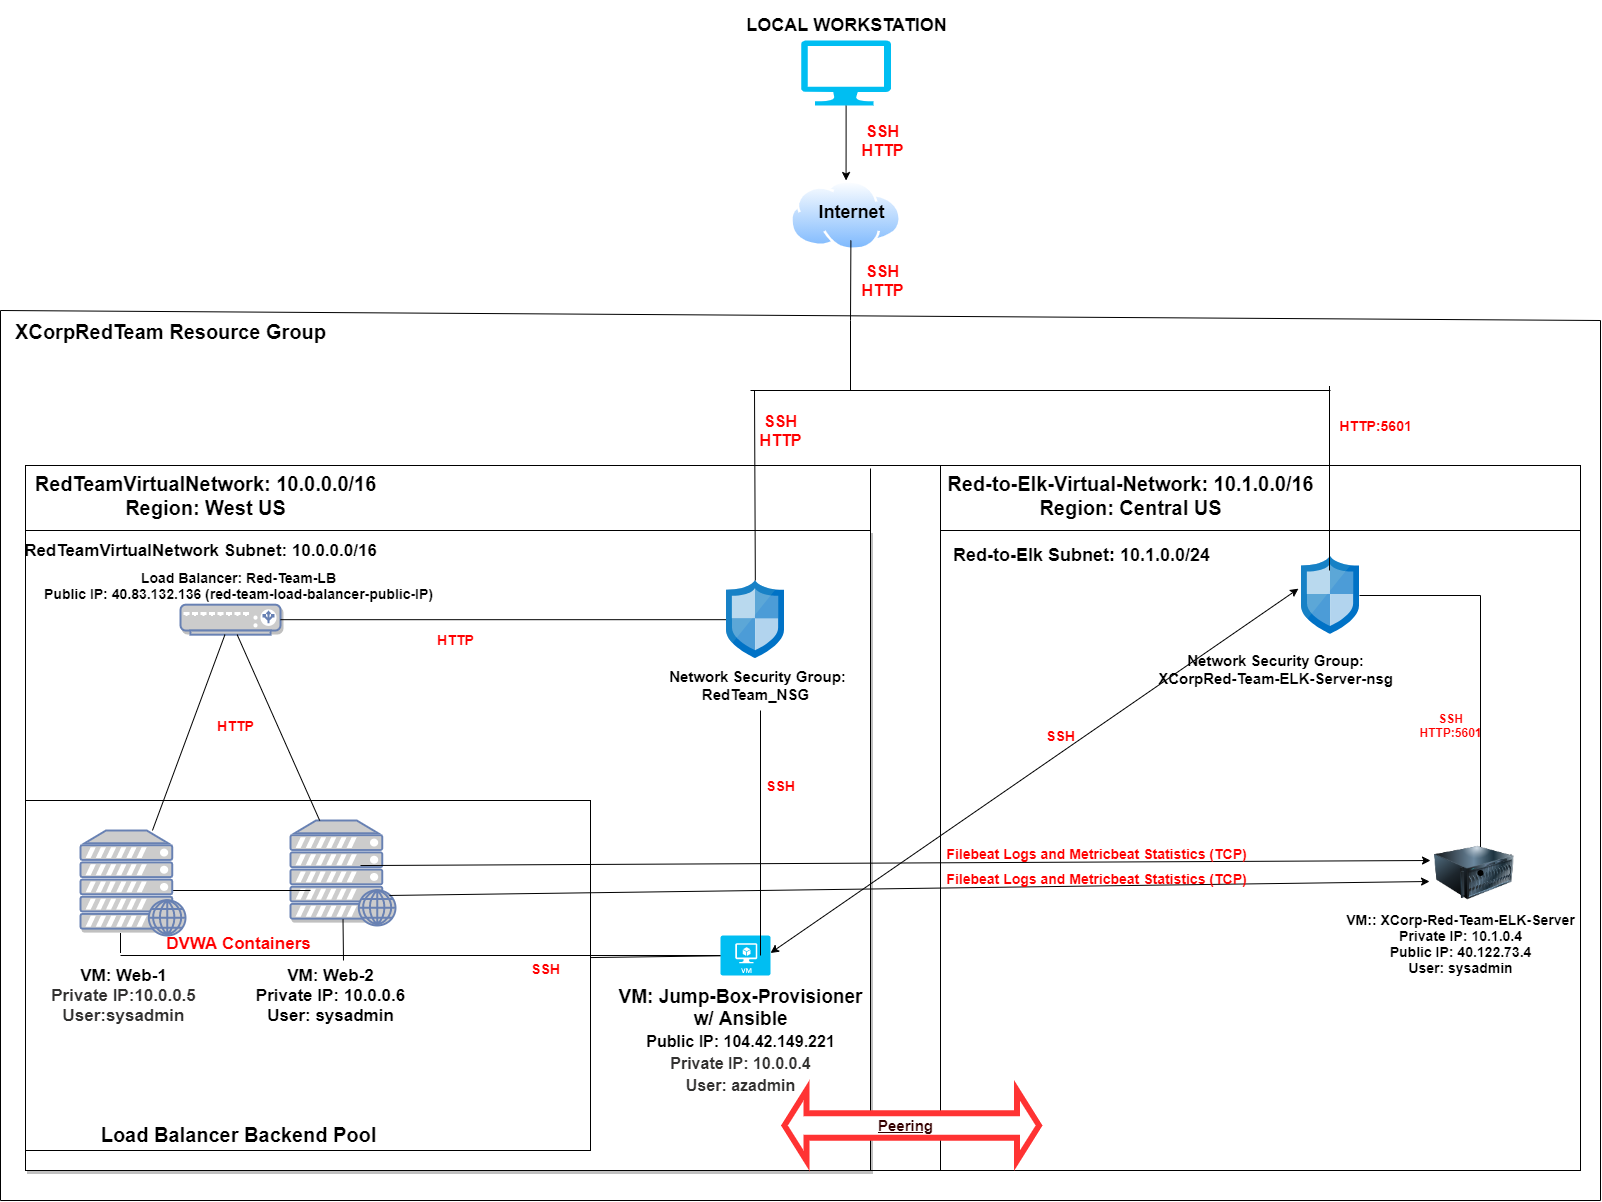 LOCAL WORKSTATION
SSH
HTTP
Internet
SSH
HTTP
XCorpRedTeam Resource Group
SSH
HTTP
HTTP:5601
RedTeamVirtualNetwork: 10.0.0.0/16
Region: West US
Red-to-Elk-Virtual-Network: 10.1.0.0/16
Region: Central US
RedTeamVirtualNetwork Subnet: 10.0.0.0/16
Red-to-Elk Subnet: 10.1.0.0/24
Load Balancer: Red-Team-LB
Public IP: 40.83.132.136 (red-team-load-balancer-public-IP)
HTTP
Network Security Group:
RedTeam_NSG
Network Security Group:
XCorpRed-Team-ELK-Server-nsg
HTTP
SSH
SSH
SSH
HTTP:5601
Filebeat Logs and Metricbeat Statistics (TCP)
Filebeat Logs and Metricbeat Statistics (TCP)
DVWA Containers
SSH
VM
VM: Web-1
Private IP:10.0.0.5
User:sysadmin
VM: Web-2
Private IP: 10.0.0.6
User: sysadmin
VM: Jump-Box-Provisioner
w/ Ansible
Public IP: 104.42.149.221
Private IP: 10.0.0.4
User: azadmin
VM:: XCorp-Red-Team-ELK-Server
Private IP: 10.1.0.4
Public IP: 40.122.73.4
User: sysadmin
Peering
Load Balancer Backend Pool